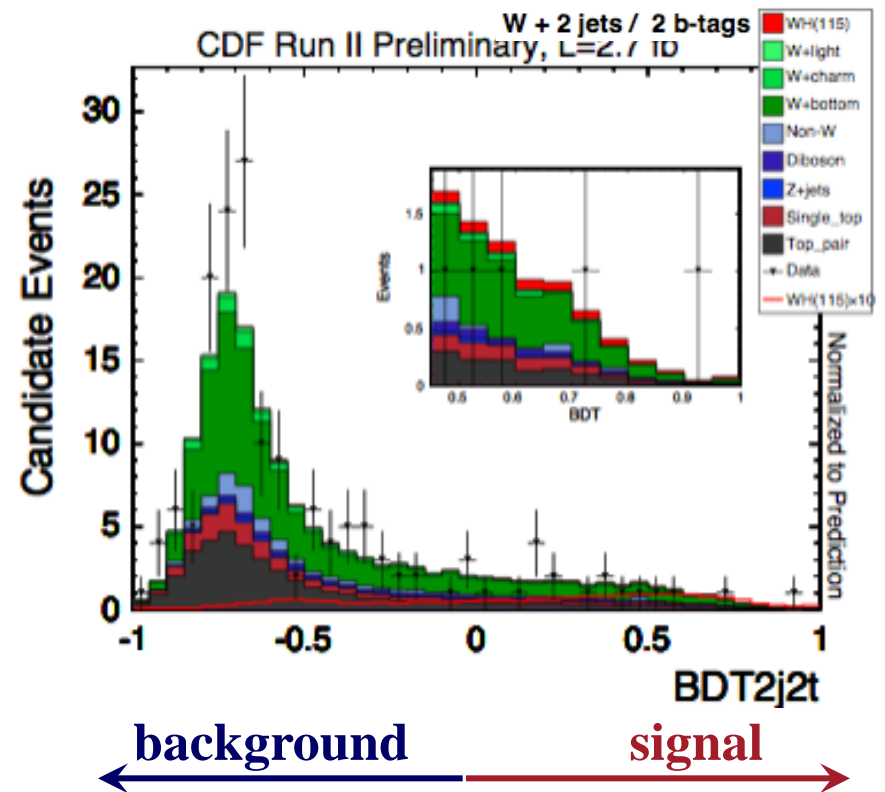 W + 2 jets / 2 b-tags
CDF Run II Preliminary, L=2.7 fb
WH(115)
W+light
W+charm
W+bottom
Non-W
Diboson
Z+jets
Single_top
Top_pair
Data
WH(115)×10
Candidate Events
30
25
20
15
10
5
0
-1
-0.5
0
0.5
1
BDT2j2t
Events
1.5
1
0.5
0
0.5
0.6
0.7
0.8
0.9
1
BDT
Normalized to Prediction
background
signal